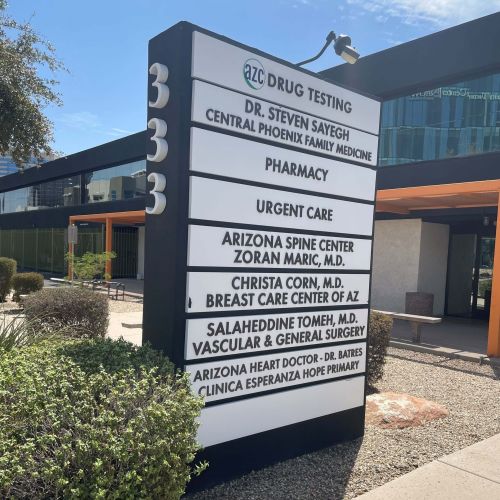 333
azc DRUG TESTING
DR. STEVEN SAYEGH
CENTRAL PHOENIX FAMILY MEDICINE
PHARMACY
URGENT CARE
ARIZONA SPINE CENTER
ZORAN MARIC, M.D.
CHRISTA CORN, M.D.
BREAST CARE CENTER OF AZ
SALAHEDDINE TOMEH, M.D.
VASCULAR & GENERAL SURGERY
ARIZONA HEART DOCTOR - DR. BATRES
CLINICA ESPERANZA HOPE PRIMARY